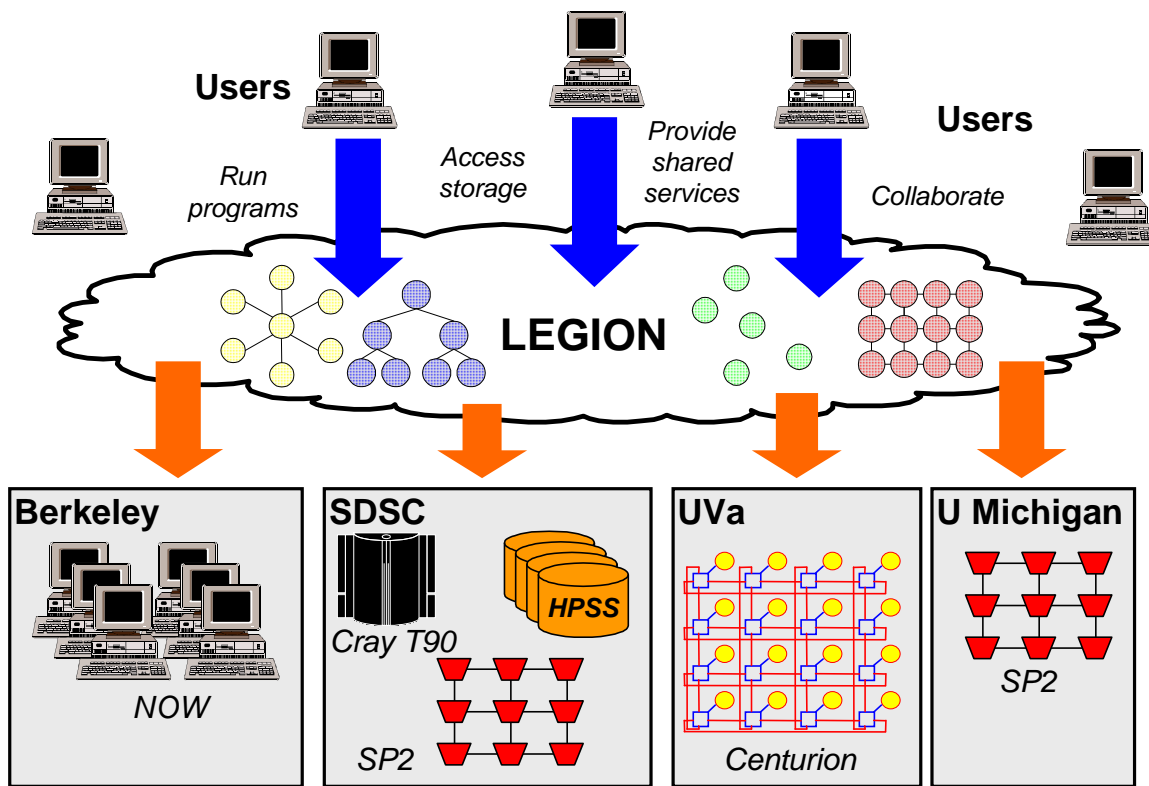 Users
Users
Run
programs
Access
storage
Provide
shared
services
Collaborate
LEGION
Berkeley
NOW
SDSC
Cray T90
HPSS
SP2
UVa
Centurion
U Michigan
SP2